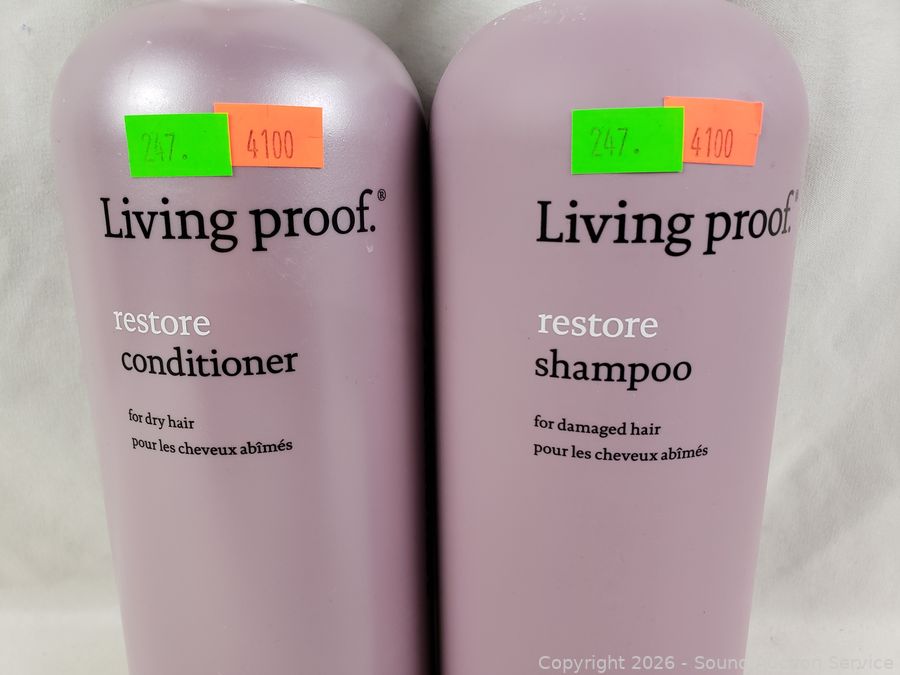 247.
4100
Living proof.®
restore
conditioner
for dry hair
pour les cheveux abîmés
247.
4100
Living proof.
restore
shampoo
for damaged hair
pour les cheveux abîmés
Copyright 2026 - Sound Auction Service